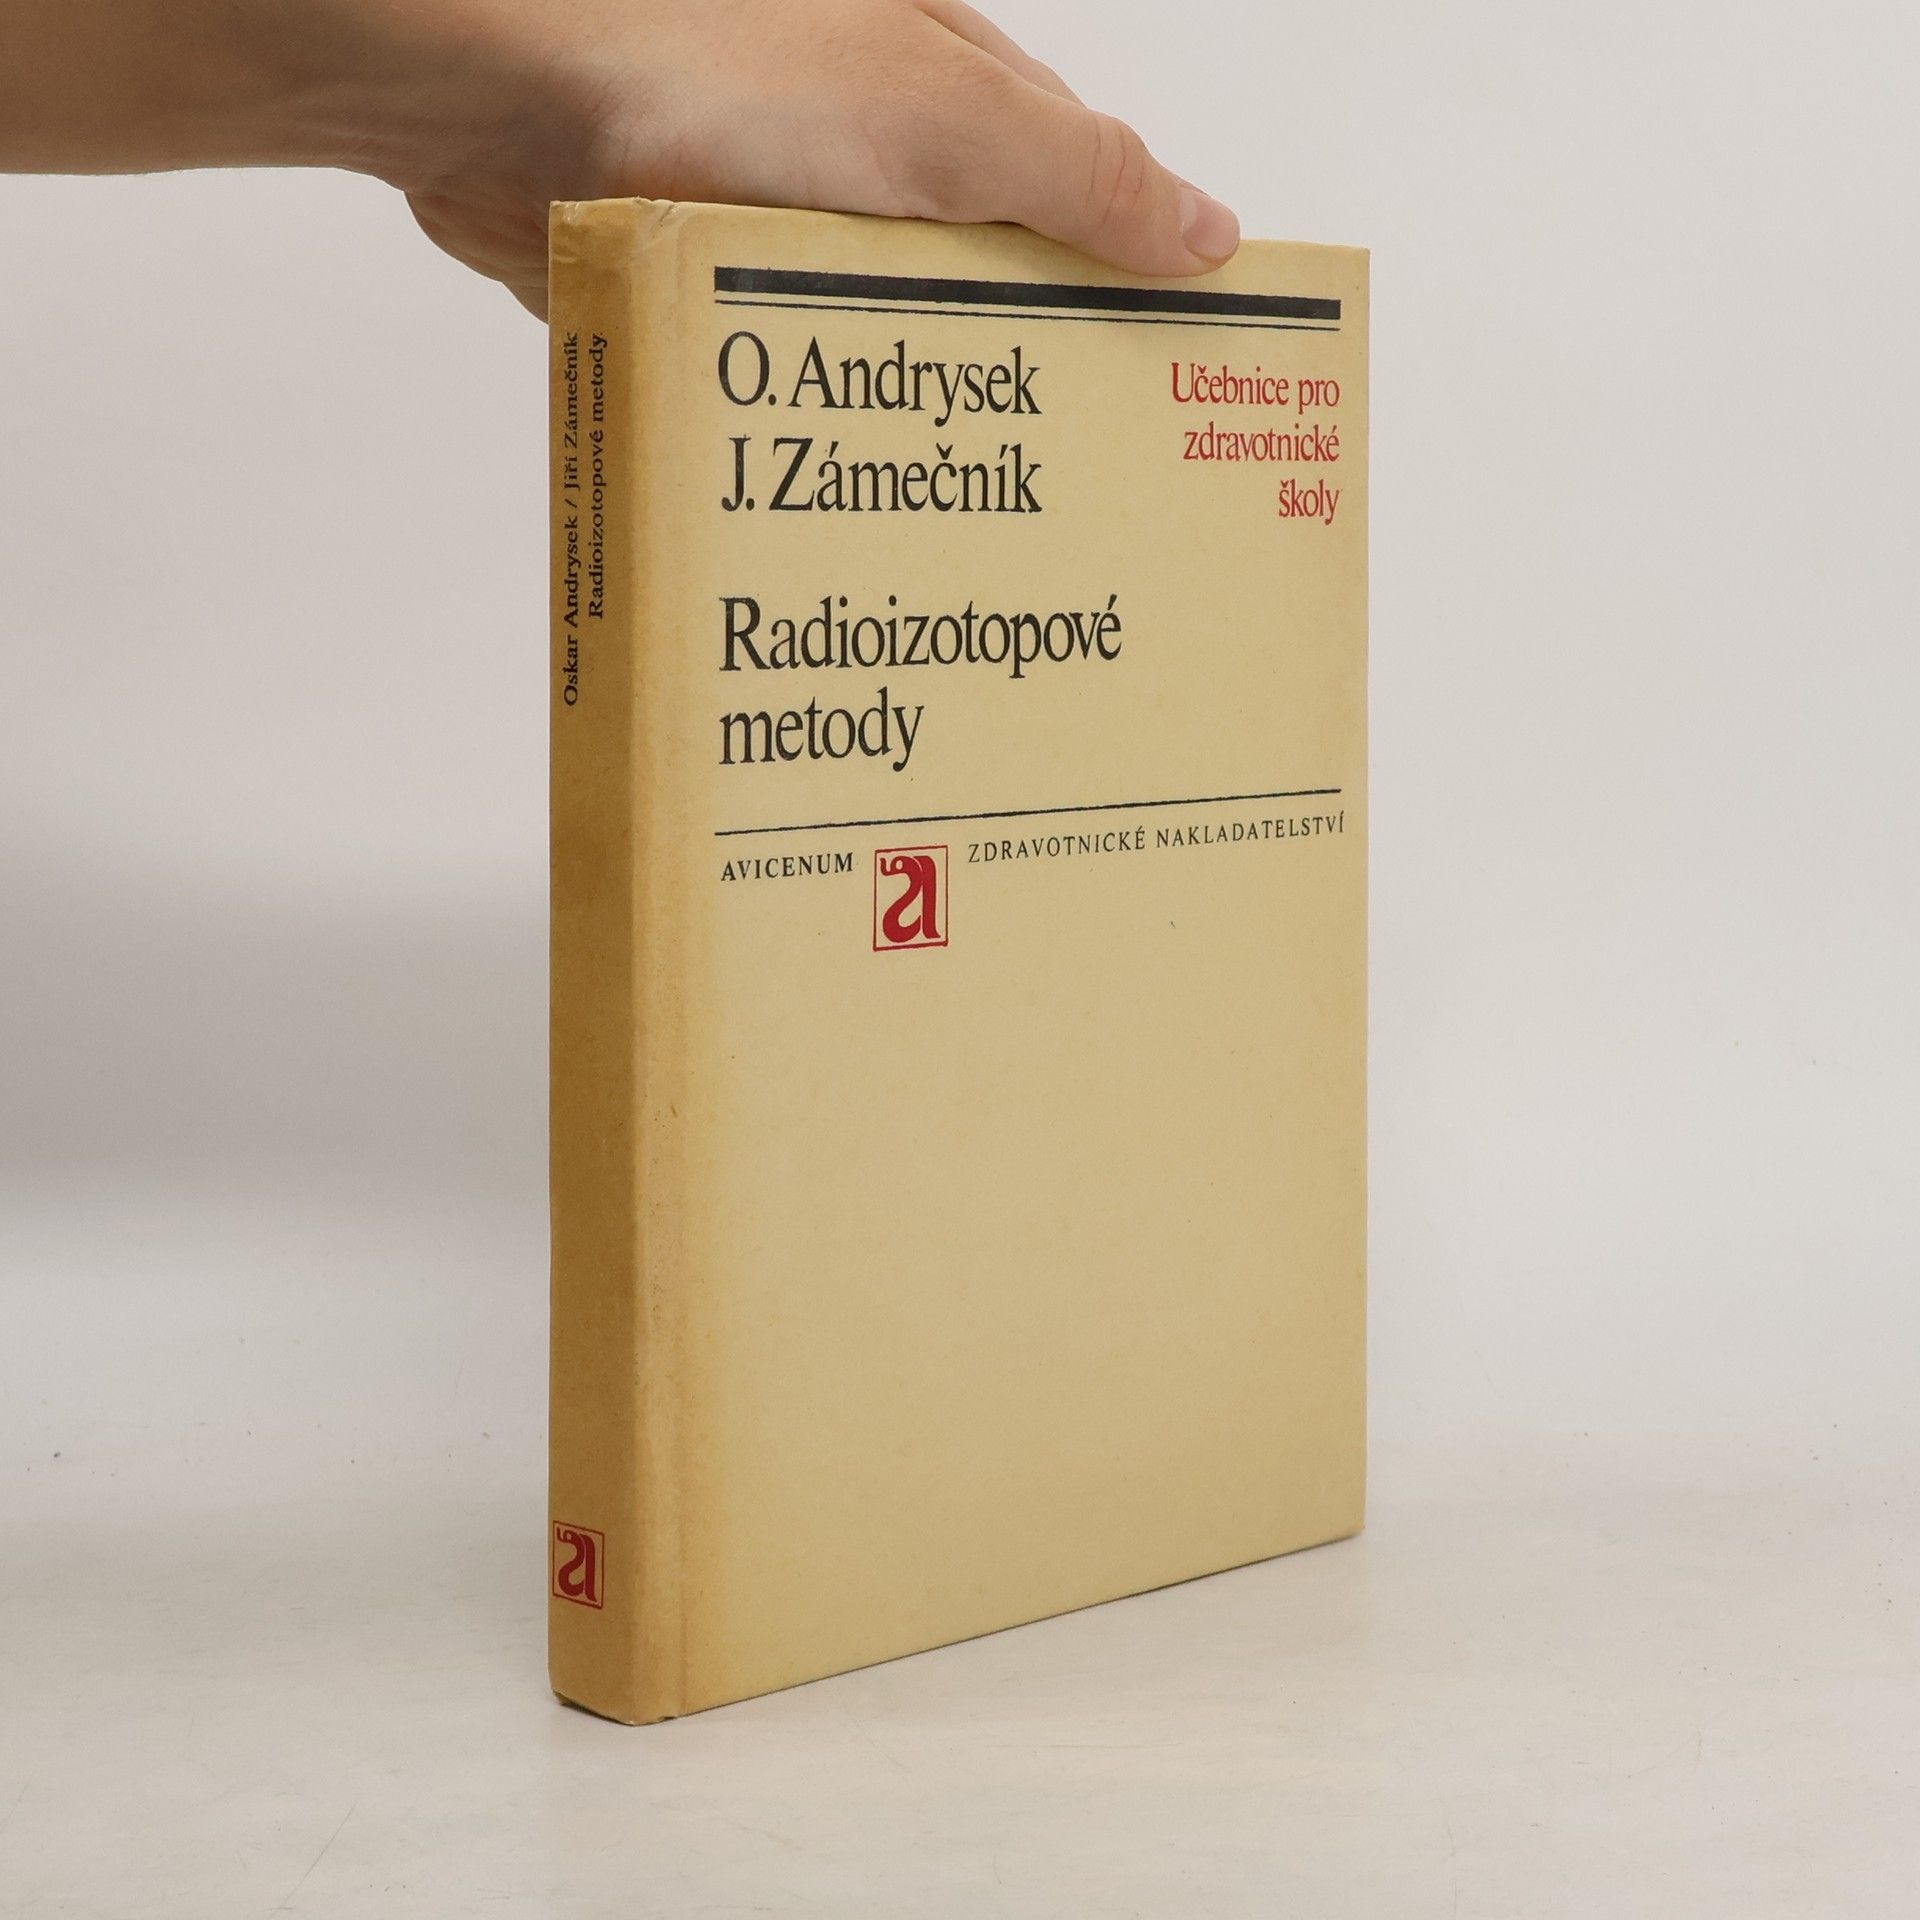 Oskar Andrysek / Jiří Zámečník
Radioizotopové metody
O. Andrysek
J. Zámečník
Učebnice pro
zdravotnické
školy
Radioizotopové
metody
AVICENUM
ZDRAVOTNICKÉ NAKLADATELSTVÍ